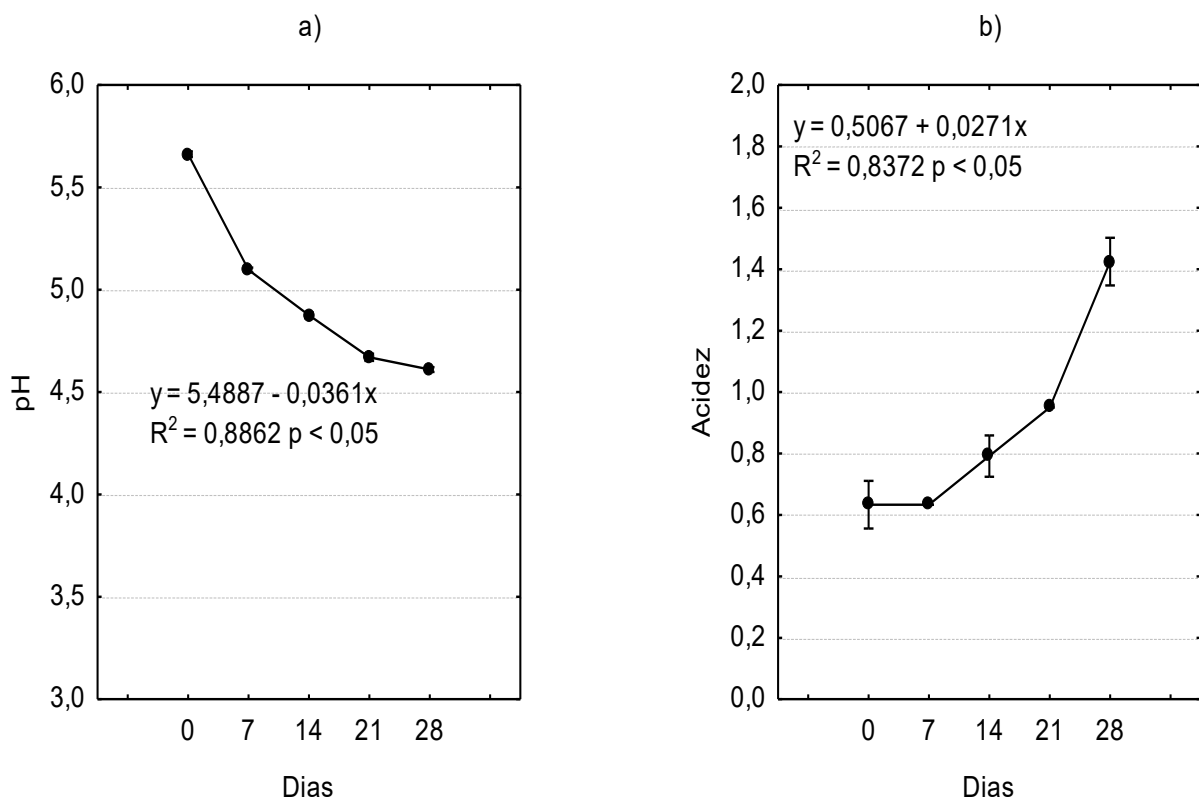 a)
6,0
5,5
5,0
4,5
4,0
3,5
3,0
pH
y = 5,4887 - 0,0361x
R² = 0,8862 p < 0,05
0 7 14 21 28
Dias
b)
2,0
1,8
1,6
1,4
1,2
1,0
0,8
0,6
0,4
0,2
0,0
Acidez
y = 0,5067 + 0,0271x
R² = 0,8372 p < 0,05
0 7 14 21 28
Dias